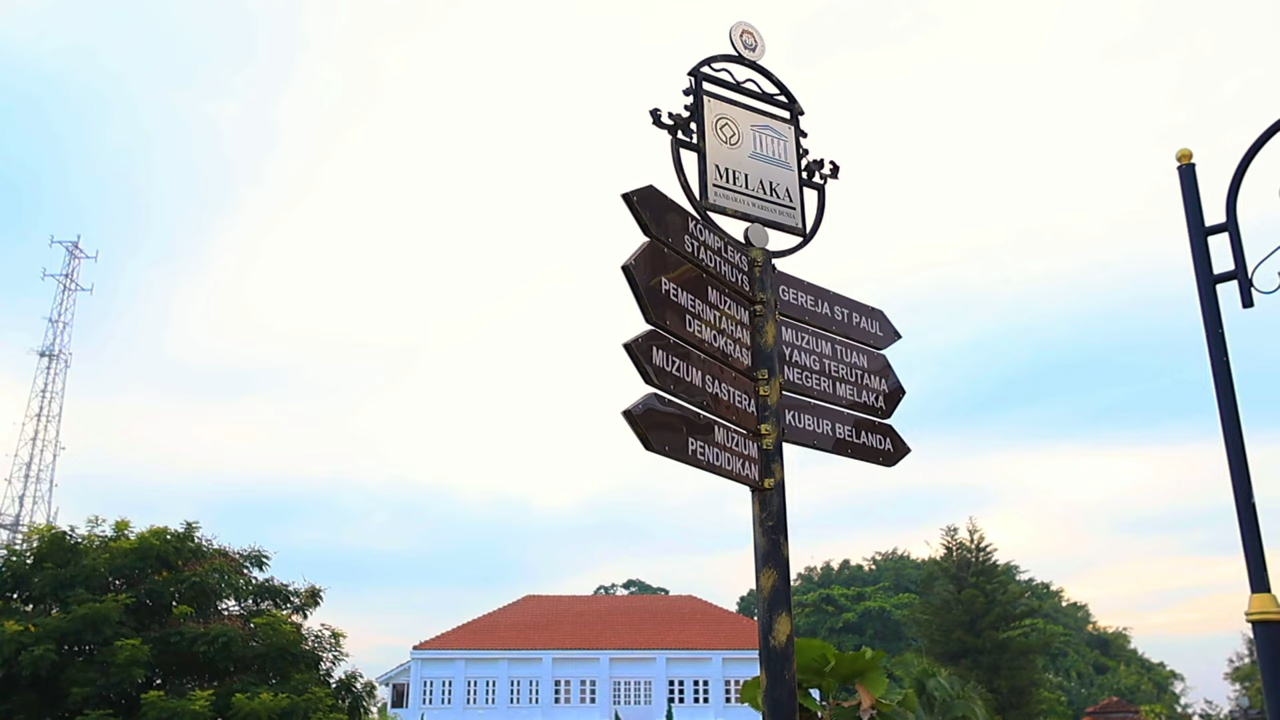 UNESCO
MELAKA
BANDARAYA WARISAN DUNIA
KOMPLEKS
STADTHUYS
MUZIUM
PEMERINTAHAN
DEMOKRASI
MUZIUM SASTERA
MUZIUM
PENDIDIKAN
GEREJA ST PAUL
MUZIUM TUAN
YANG TERUTAMA
NEGERI MELAKA
KUBUR BELANDA